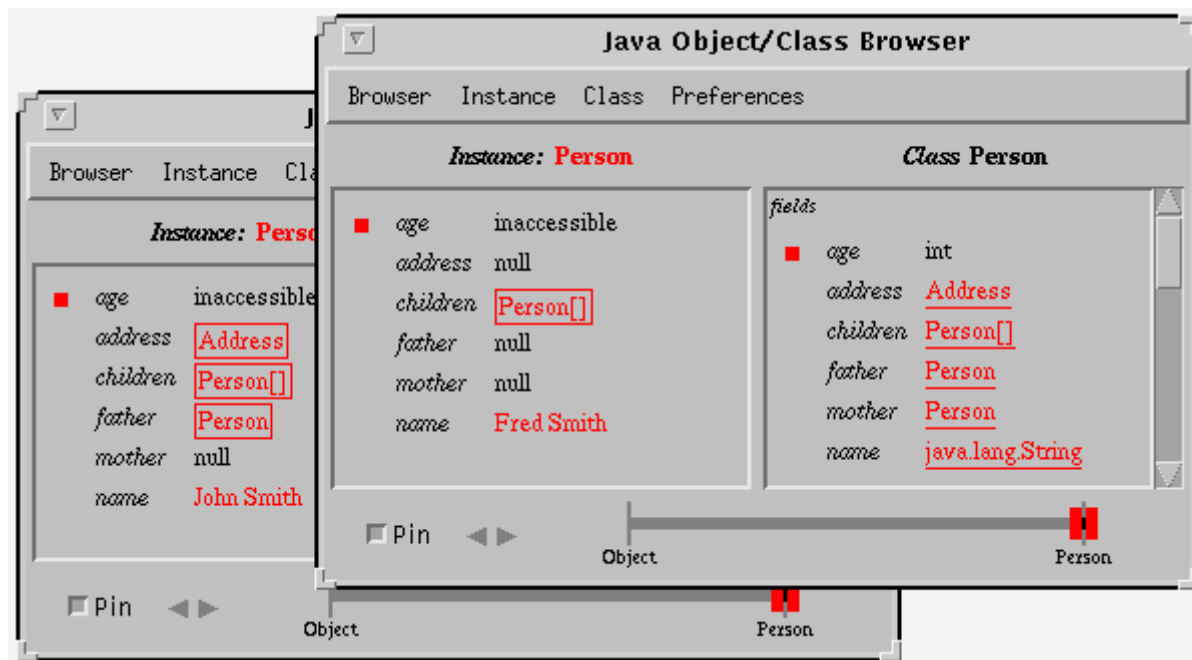 Java Object/Class Browser
Browser Instance Class Preferences
Instance: Person
Class Person
age inaccessible
address null
children Person[]
father null
mother null
name Fred Smith
fields
age int
address Address
children Person[]
father Person
mother Person
name java.lang.String
Pin
Object
Person
J
Browser Instance Cla
Instance: Perso
age inaccessible
address Address
children Person[]
father Person
mother null
name John Smith
Pin
Object
Person